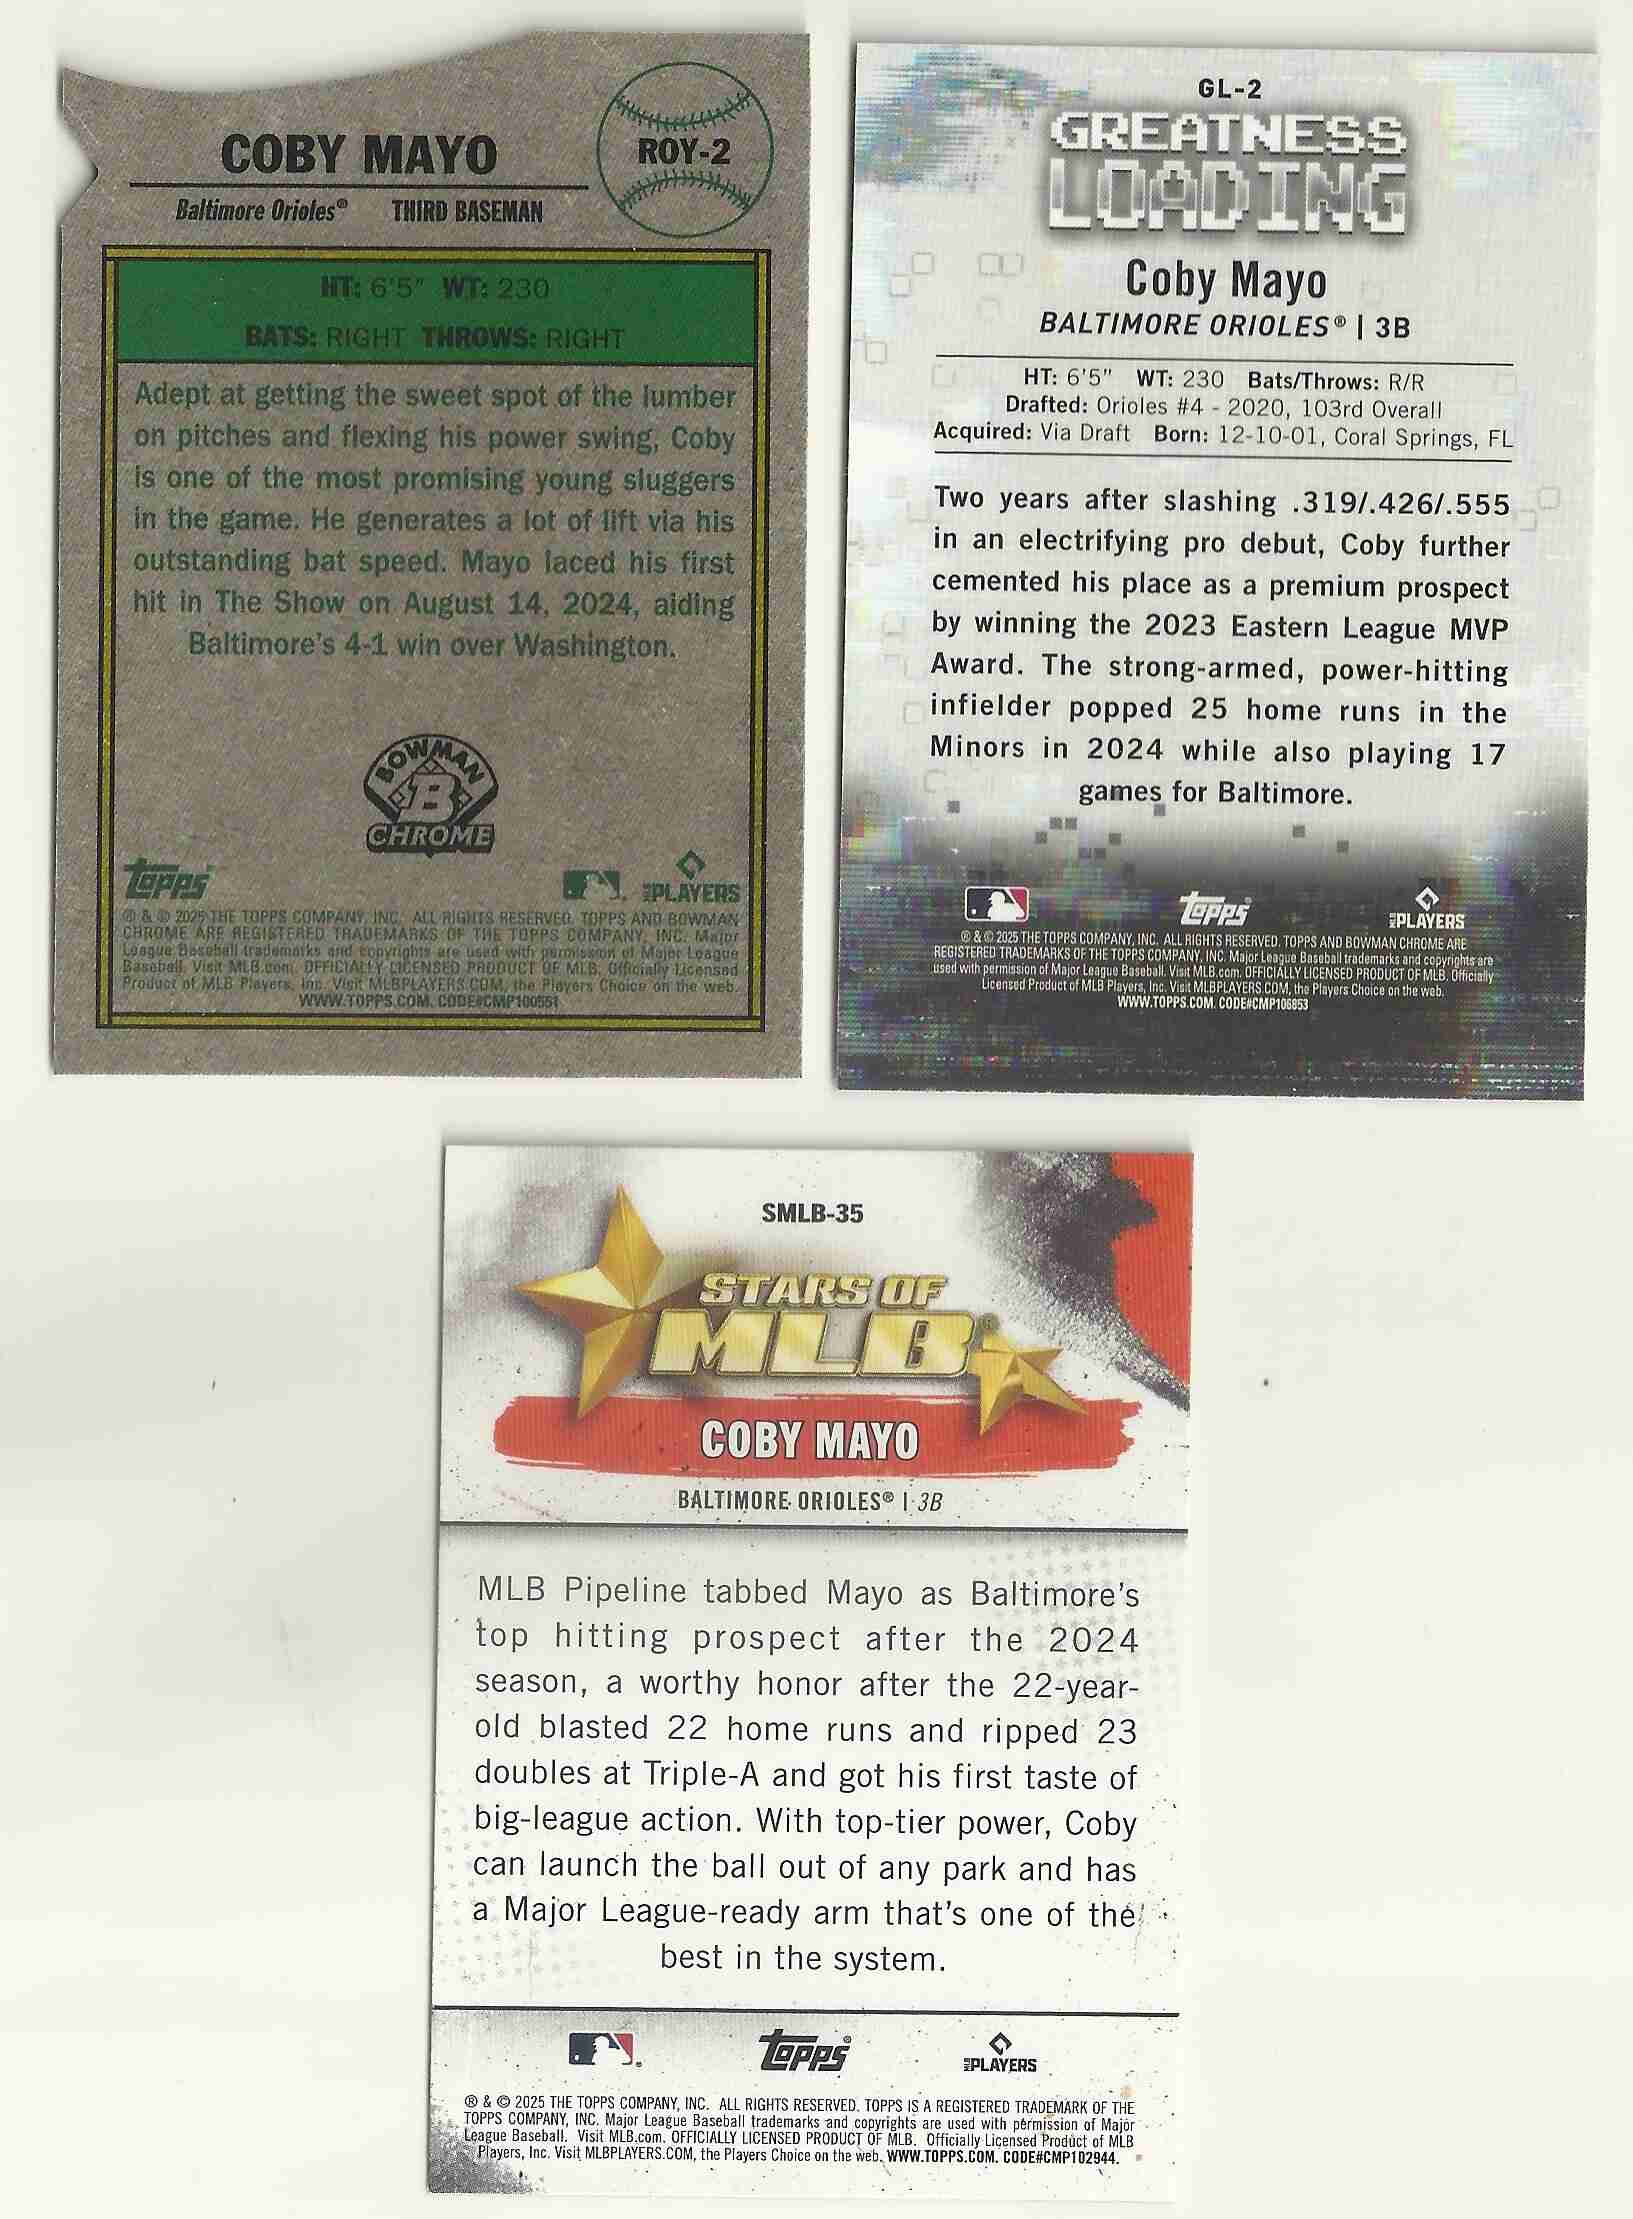 COBY MAYO
ROY-2
Baltimore Orioles® THIRD BASEMAN
HT: 6'5" WT: 230
BATS: RIGHT THROWS: RIGHT
Adept at getting the sweet spot of the lumber
on pitches and flexing his power swing, Coby
is one of the most promising young sluggers
in the game. He generates a lot of lift via his
outstanding bat speed. Mayo laced his first
hit in The Show on August 14, 2024, aiding
Baltimore's 4-1 win over Washington.
BOWMAN
B
CHROME
Topps
PLAYERS
® & © 2025 THE TOPPS COMPANY, INC. ALL RIGHTS RESERVED. TOPPS AND BOWMAN
CHROME ARE REGISTERED TRADEMARKS OF THE TOPPS COMPANY, INC. Major
League Baseball trademarks and copyrights are used with permission of Major League
Baseball. Visit MLB.com. OFFICIALLY LICENSED PRODUCT OF MLB. Officially Licensed
Product of MLB Players, Inc. Visit MLBPLAYERS.COM, the Players Choice on the web.
WWW.TOPPS.COM. CODE#CMP100551
GL-2
GREATNESS
LOADING
Coby Mayo
BALTIMORE ORIOLES® | 3B
HT: 6'5" WT: 230 Bats/Throws: R/R
Drafted: Orioles #4 - 2020, 103rd Overall
Acquired: Via Draft Born: 12-10-01, Coral Springs, FL
Two years after slashing .319/.426/.555
in an electrifying pro debut, Coby further
cemented his place as a premium prospect
by winning the 2023 Eastern League MVP
Award. The strong-armed, power-hitting
infielder popped 25 home runs in the
Minors in 2024 while also playing 17
games for Baltimore.
Topps
MLB PLAYERS
® & © 2025 THE TOPPS COMPANY, INC. ALL RIGHTS RESERVED. TOPPS AND BOWMAN CHROME ARE
REGISTERED TRADEMARKS OF THE TOPPS COMPANY, INC. Major League Baseball trademarks and copyrights are
used with permission of Major League Baseball. Visit MLB.com. OFFICIALLY LICENSED PRODUCT OF MLB. Officially
Licensed Product of MLB Players, Inc. Visit MLBPLAYERS.COM, the Players Choice on the web.
WWW.TOPPS.COM. CODE#CMP106853
SMLB-35
STARS OF
MLB®
COBY MAYO
BALTIMORE ORIOLES® | 3B
MLB Pipeline tabbed Mayo as Baltimore's
top hitting prospect after the 2024
season, a worthy honor after the 22-year-
old blasted 22 home runs and ripped 23
doubles at Triple-A and got his first taste of
big-league action. With top-tier power, Coby
can launch the ball out of any park and has
a Major League-ready arm that's one of the
best in the system.
Topps®
MLB PLAYERS
® & © 2025 THE TOPPS COMPANY, INC. ALL RIGHTS RESERVED. TOPPS IS A REGISTERED TRADEMARK OF THE
TOPPS COMPANY, INC. Major League Baseball trademarks and copyrights are used with permission of Major
League Baseball. Visit MLB.com. OFFICIALLY LICENSED PRODUCT OF MLB. Officially Licensed Product of MLB
Players, Inc. Visit MLBPLAYERS.COM, the Players Choice on the web. WWW.TOPPS.COM. CODE#CMP102944.